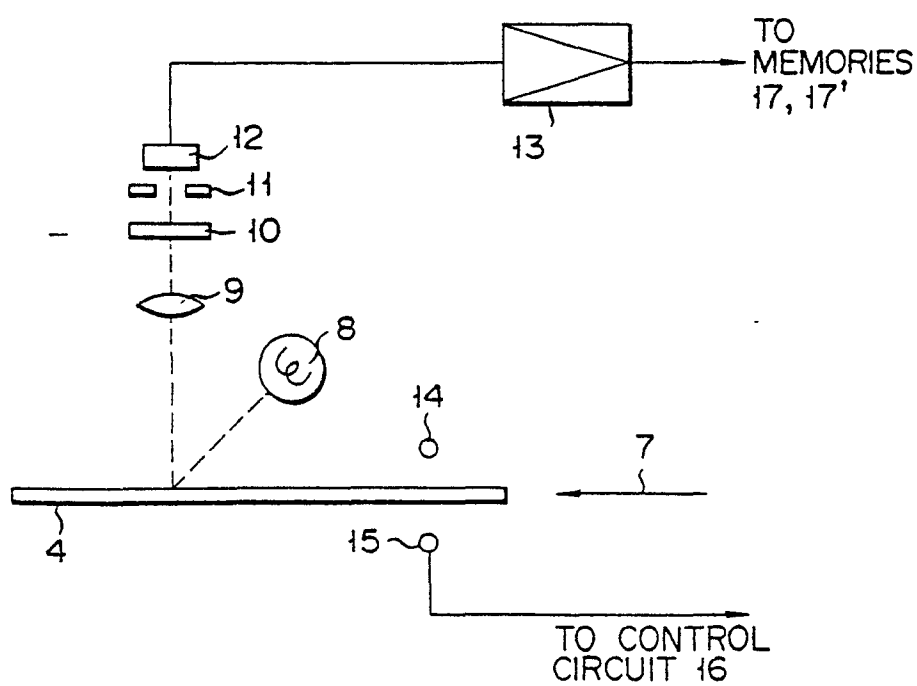 TO
MEMORIES
17, 17'
13
12
11
10
9
8
14
7
4
15
TO CONTROL
CIRCUIT 16